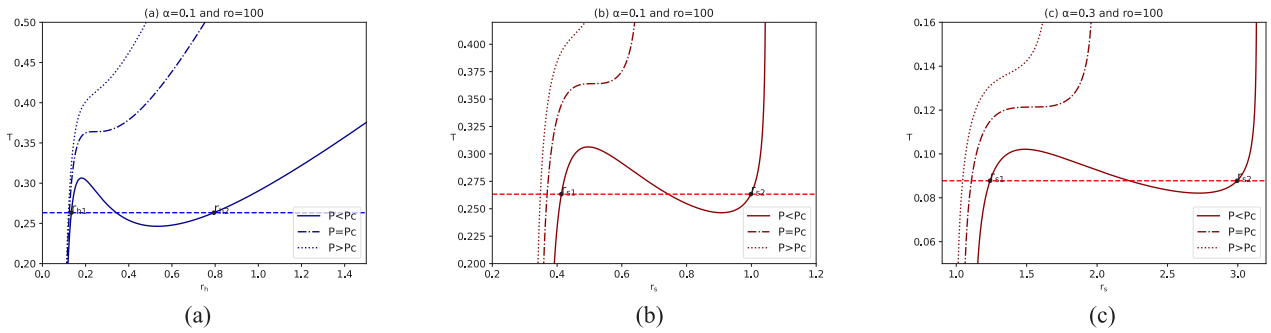 (a) α=0.1 and ro=100
T
0.50
0.45
0.40
0.35
0.30
0.25
0.20
r_h1
r_h2
P<Pc
P=Pc
P>Pc
0.0 0.2 0.4 0.6 0.8 1.0 1.2 1.4
r_h
(a)
(b) α=0.1 and ro=100
T
0.400
0.375
0.350
0.325
0.300
0.275
0.250
0.225
0.200
r_s1
r_s2
P<Pc
P=Pc
P>Pc
0.2 0.4 0.6 0.8 1.0 1.2
r_s
(b)
(c) α=0.3 and ro=100
T
0.16
0.14
0.12
0.10
0.08
0.06
r_s1
r_s2
P<Pc
P=Pc
P>Pc
1.0 1.5 2.0 2.5 3.0
r_s
(c)